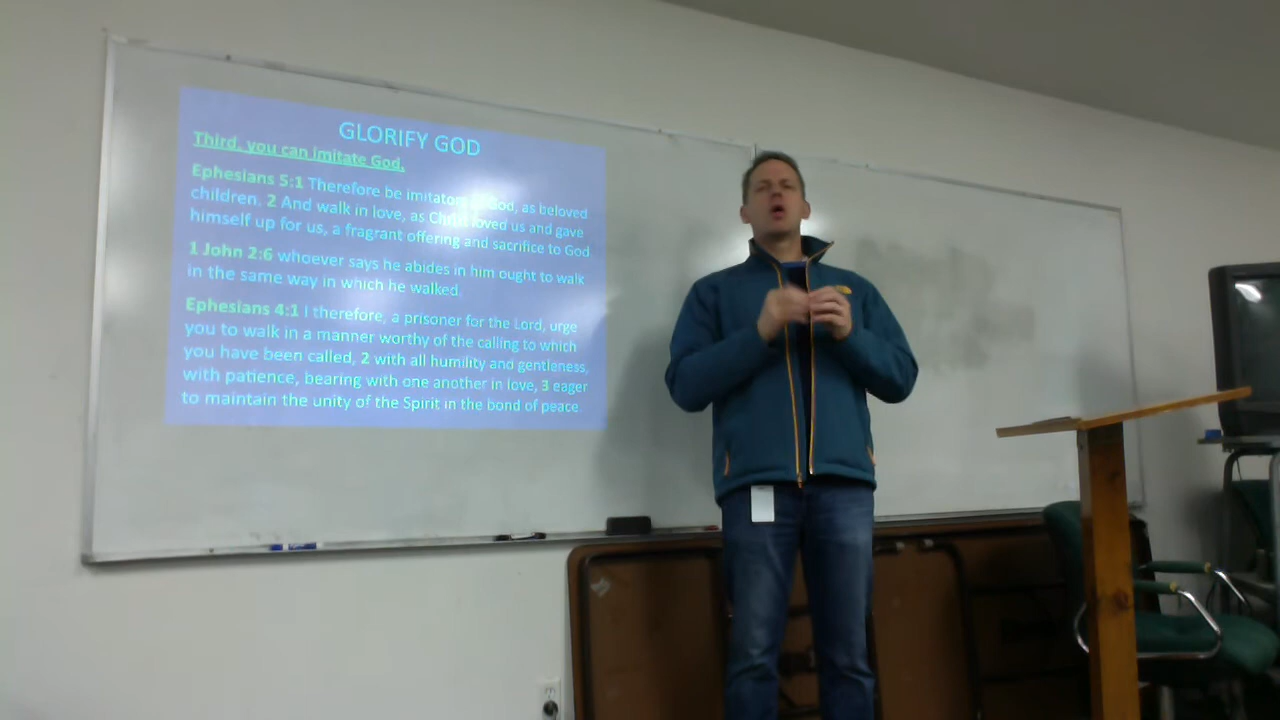 GLORIFY GOD
Third, you can imitate God.
Ephesians 5:1 Therefore be imitators God, as beloved
children. 2 And walk in love, as Christ loved us and gave
himself up for us, a fragrant offering and sacrifice to God.
1 John 2:6 whoever says he abides in him ought to walk
in the same way in which he walked.
Ephesians 4:1 I therefore, a prisoner for the Lord, urge
you to walk in a manner worthy of the calling to which
you have been called, 2 with all humility and gentleness,
with patience, bearing with one another in love, 3 eager
to maintain the unity of the Spirit in the bond of peace.